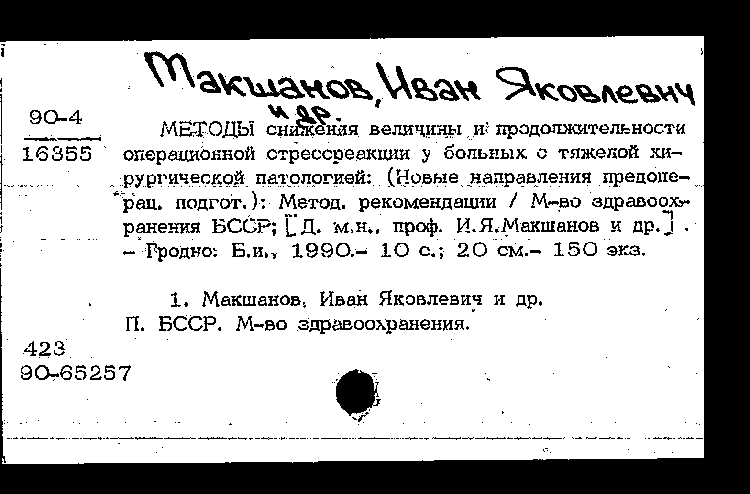 Макшанов, Иван Яковлевич
и др.
90-4
16355
МЕТОДЫ снижения величины и продолжительности
операционной стрессреакции у больных с тяжелой хи-
рургической патологией: (Новые направления предопе-
рац. подгот.): Метод. рекомендации / М-во здравоох-
ранения БССР; [Д. м.н., проф. И.Я.Макшанов и др.] .
- Гродно: Б.и., 1990.- 10 с.; 20 см.- 150 экз.
1. Макшанов, Иван Яковлевич и др.
П. БССР. М-во здравоохранения.
423
90-65257